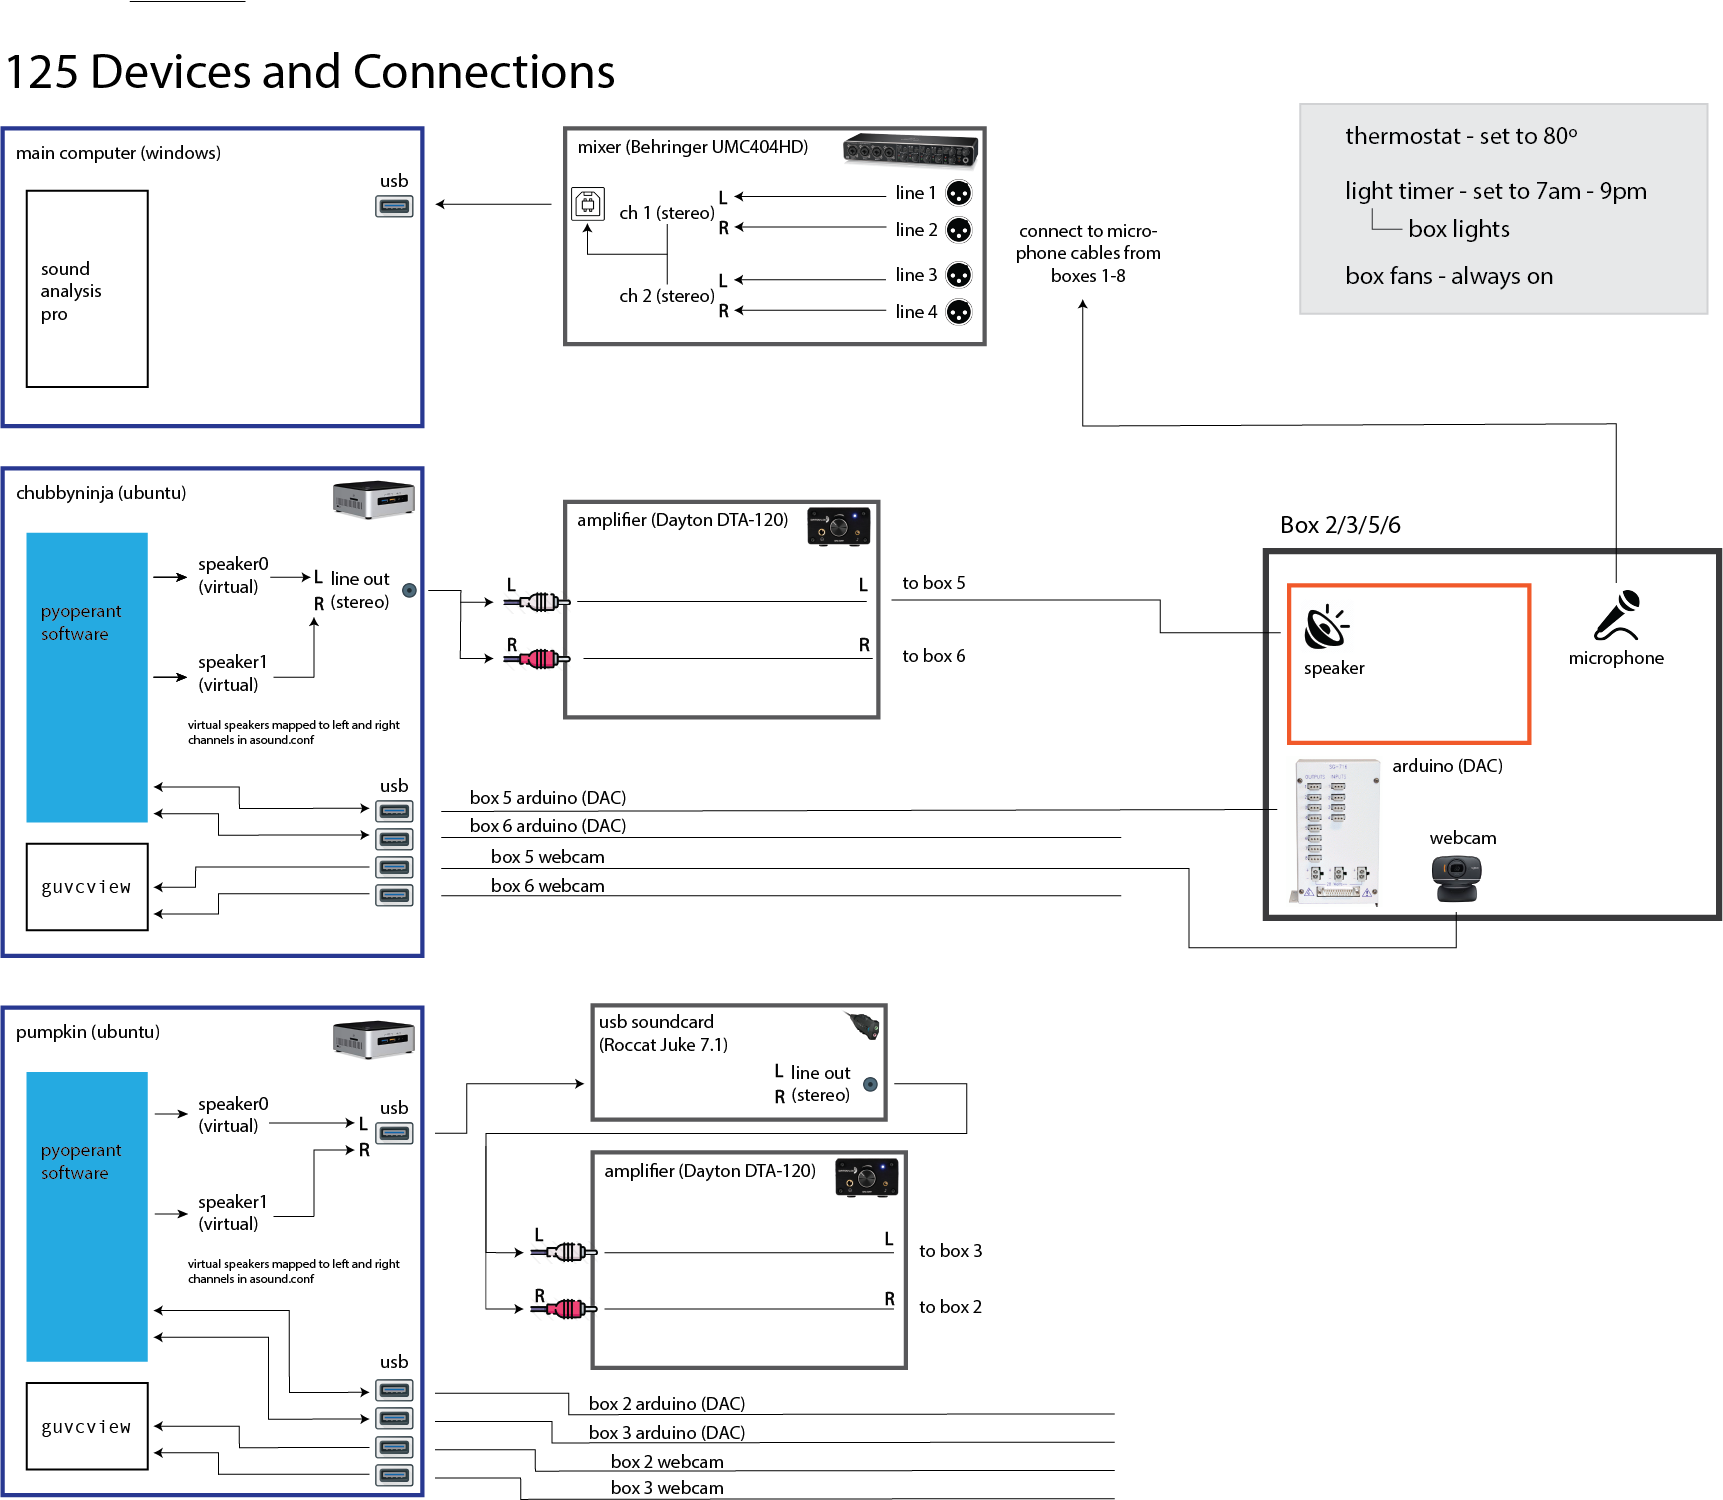 125 Devices and Connections
main computer (windows)
usb
sound
analysis
pro
mixer (Behringer UMC404HD)
ch 1 (stereo)
L
R
line 1
line 2
ch 2 (stereo)
L
R
line 3
line 4
connect to micro-
phone cables from
boxes 1-8
thermostat - set to 80º
light timer - set to 7am - 9pm
box lights
box fans - always on
chubbyninja (ubuntu)
pyoperant
software
speaker0
(virtual)
L
R
line out
(stereo)
speaker1
(virtual)
virtual speakers mapped to left and right
channels in asound.conf
usb
guvcview
amplifier (Dayton DTA-120)
L
L
to box 5
R
R
to box 6
box 5 arduino (DAC)
box 6 arduino (DAC)
box 5 webcam
box 6 webcam
Box 2/3/5/6
speaker
microphone
arduino (DAC)
SG-716
OUTPUTS INPUTS
webcam
pumpkin (ubuntu)
pyoperant
software
speaker0
(virtual)
L
R
usb
speaker1
(virtual)
virtual speakers mapped to left and right
channels in asound.conf
usb
guvcview
usb soundcard
(Roccat Juke 7.1)
L
R
line out
(stereo)
amplifier (Dayton DTA-120)
L
L
to box 3
R
R
to box 2
box 2 arduino (DAC)
box 3 arduino (DAC)
box 2 webcam
box 3 webcam